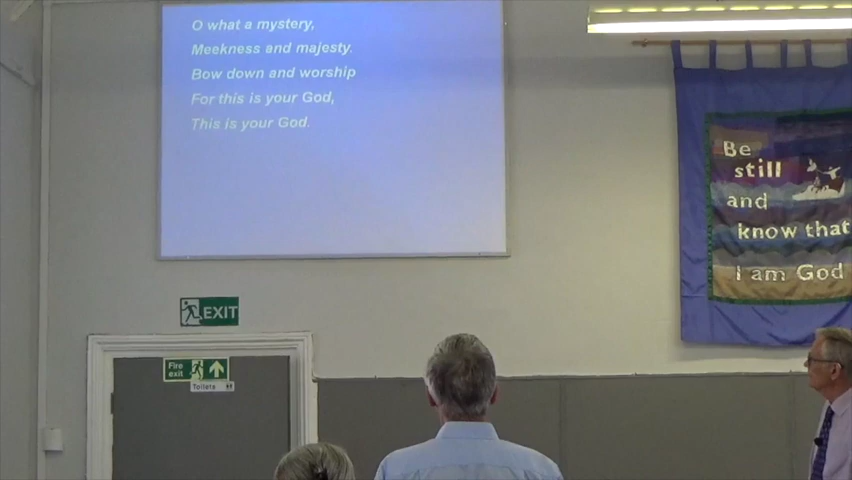 O what a mystery,
Meekness and majesty.
Bow down and worship
For this is your God,
This is your God.
Be
still
and
know that
I am God
EXIT
Fire
exit
Toilets